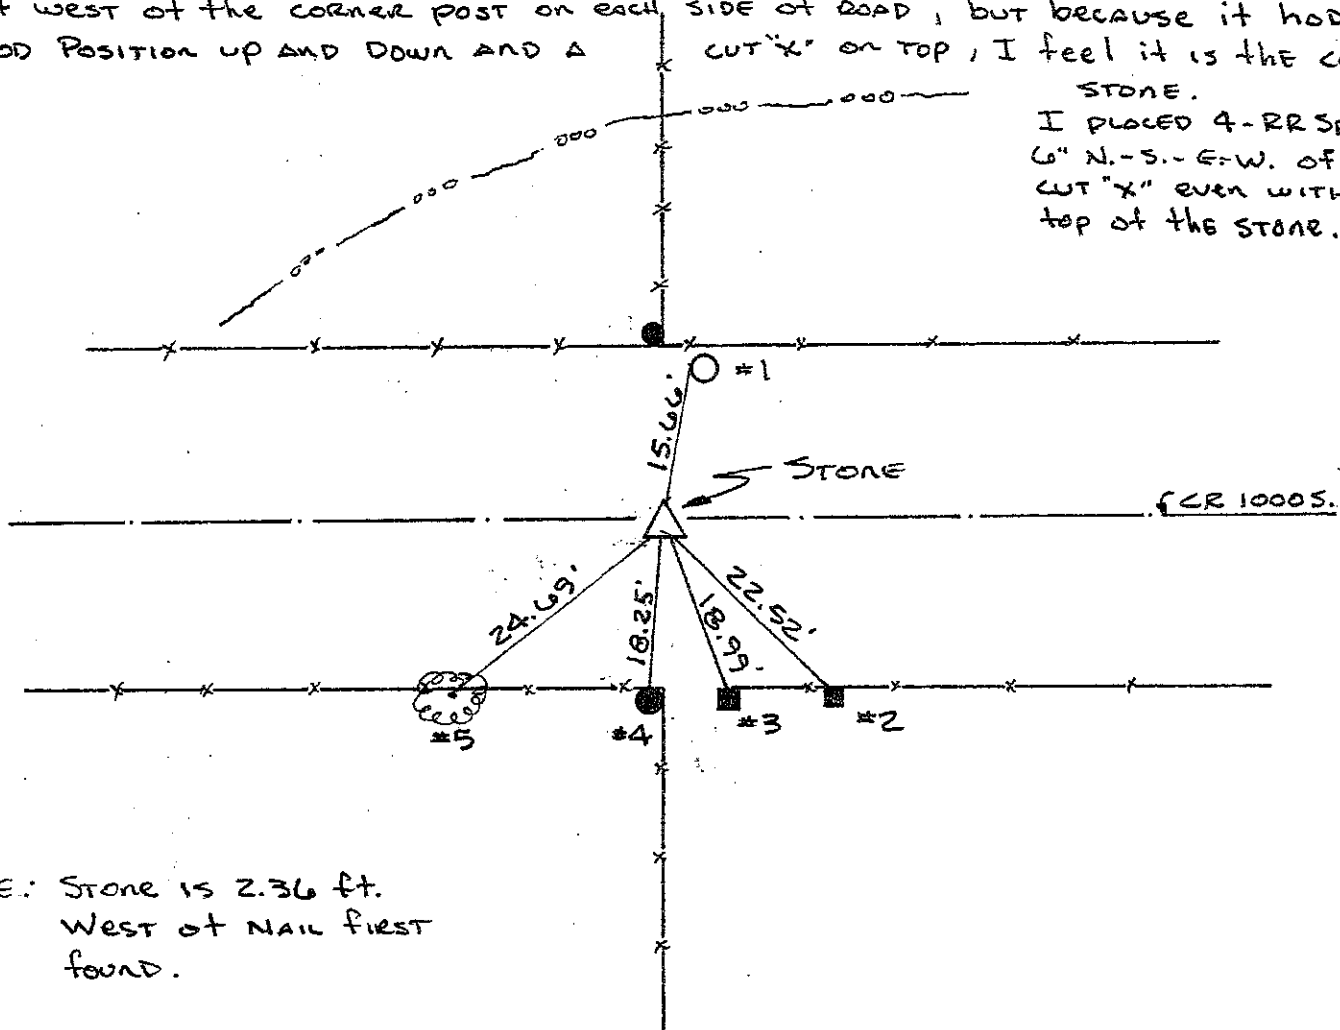 west of the corner post on each side of road, but because it
Position up and Down and a cut "X" on top, I feel it is the
stone.
I placed 4-RR
6" N.-S.-E.-W. of
cut "X" even with
top of the stone.
#1
15.66'
Stone
CR 1000 S.
24.69'
18.25'
18.99'
22.52'
#5
#4
#3
#2
Stone is 2.36 ft.
West of Nail first
found.